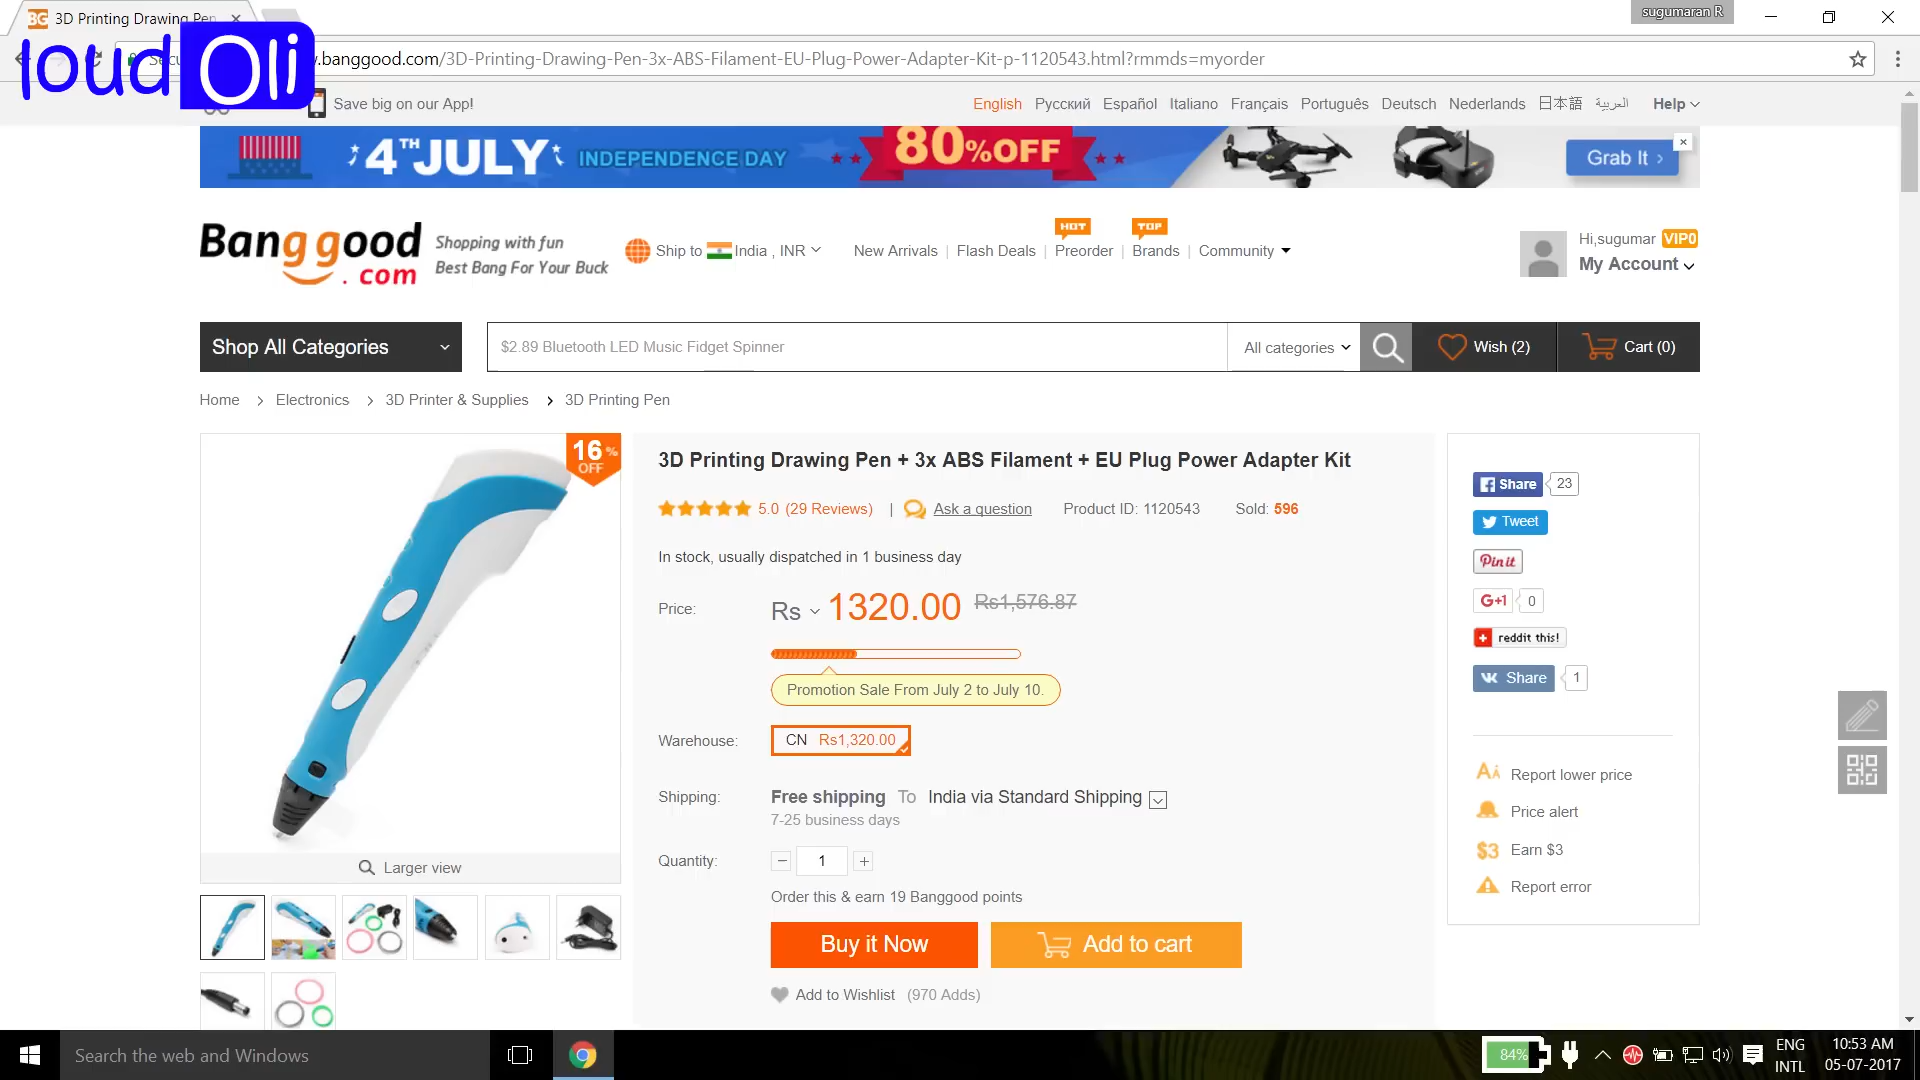 3D Printing Drawing Pen
sugumaran R
loud Oli
.banggood.com/3D-Printing-Drawing-Pen-3x-ABS-Filament-EU-Plug-Power-Adapter-Kit-p-1120543.html?rmmds=myorder
Save big on our App!
English Русский Español Italiano Français Português Deutsch Nederlands 日本語 العربية Help
4TH JULY INDEPENDENCE DAY 80% OFF Grab It ›
Banggood.com
Shopping with fun
Best Bang For Your Buck
Ship to India , INR
New Arrivals | Flash Deals | HOT Preorder | TOP Brands | Community
Hi,sugumar VIP0
My Account
Shop All Categories
$2.89 Bluetooth LED Music Fidget Spinner
All categories
Wish (2)
Cart (0)
Home > Electronics > 3D Printer & Supplies > 3D Printing Pen
16% OFF
3D Printing Drawing Pen + 3x ABS Filament + EU Plug Power Adapter Kit
5.0 (29 Reviews) | Ask a question Product ID: 1120543 Sold: 596
In stock, usually dispatched in 1 business day
Price: Rs 1320.00 Rs1,576.87
Promotion Sale From July 2 to July 10.
Warehouse: CN Rs1,320.00
Shipping: Free shipping To India via Standard Shipping
7-25 business days
Quantity: − 1 +
Order this & earn 19 Banggood points
Buy it Now
Add to cart
Add to Wishlist (970 Adds)
Larger view
Share 23
Tweet
Pin it
G+1 0
reddit this!
Share 1
Report lower price
Price alert
$3 Earn $3
Report error
Search the web and Windows
84%
ENG
INTL
10:53 AM
05-07-2017